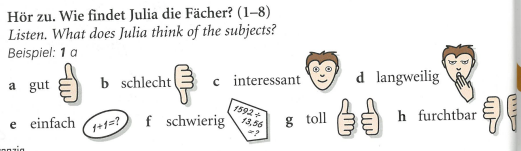 Hör zu. Wie findet Julia die Fächer? (1–8)
Listen. What does Julia think of the subjects?
Beispiel: 1 a
a gut b schlecht c interessant d langweilig
e einfach 1+1=? f schwierig 1592 ÷ 13,56 = ? g toll h furchtbar